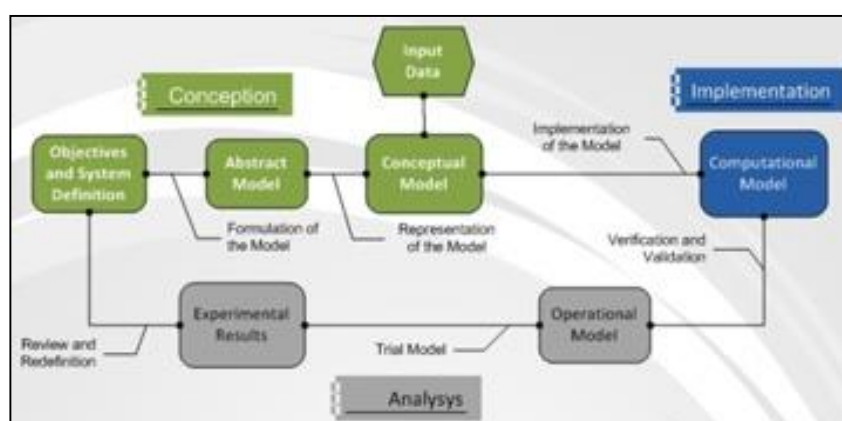 Input
Data
Conception
Implementation
Objectives
and System
Definition
Abstract
Model
Conceptual
Model
Implementation
of the Model
Computational
Model
Formulation of
the Model
Representation
of the Model
Verification and
Validation
Experimental
Results
Operational
Model
Review and
Redefinition
Trial Model
Analysys